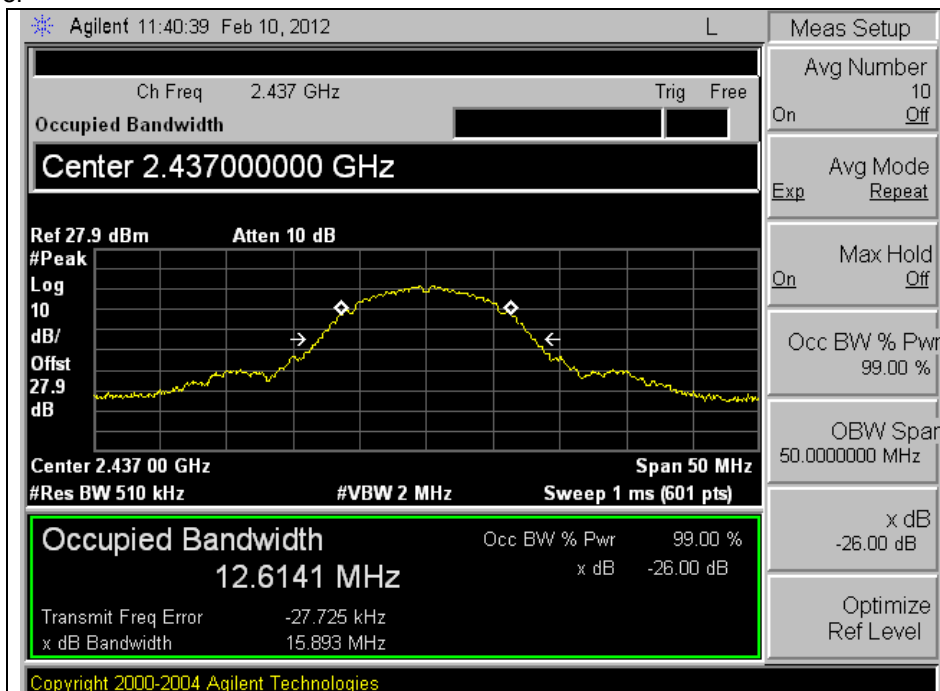 Agilent 11:40:39 Feb 10, 2012 L
Ch Freq 2.437 GHz Trig Free
Occupied Bandwidth
Center 2.437000000 GHz
Ref 27.9 dBm Atten 10 dB
#Peak
Log
10
dB/
Offst
27.9
dB
Center 2.437 00 GHz Span 50 MHz
#Res BW 510 kHz #VBW 2 MHz Sweep 1 ms (601 pts)
Occupied Bandwidth Occ BW % Pwr 99.00 %
12.6141 MHz x dB -26.00 dB
Transmit Freq Error -27.725 kHz
x dB Bandwidth 15.893 MHz
Copyright 2000-2004 Agilent Technologies
Meas Setup
Avg Number
10
On Off
Avg Mode
Exp Repeat
Max Hold
On Off
Occ BW % Pwr
99.00 %
OBW Span
50.0000000 MHz
x dB
-26.00 dB
Optimize
Ref Level